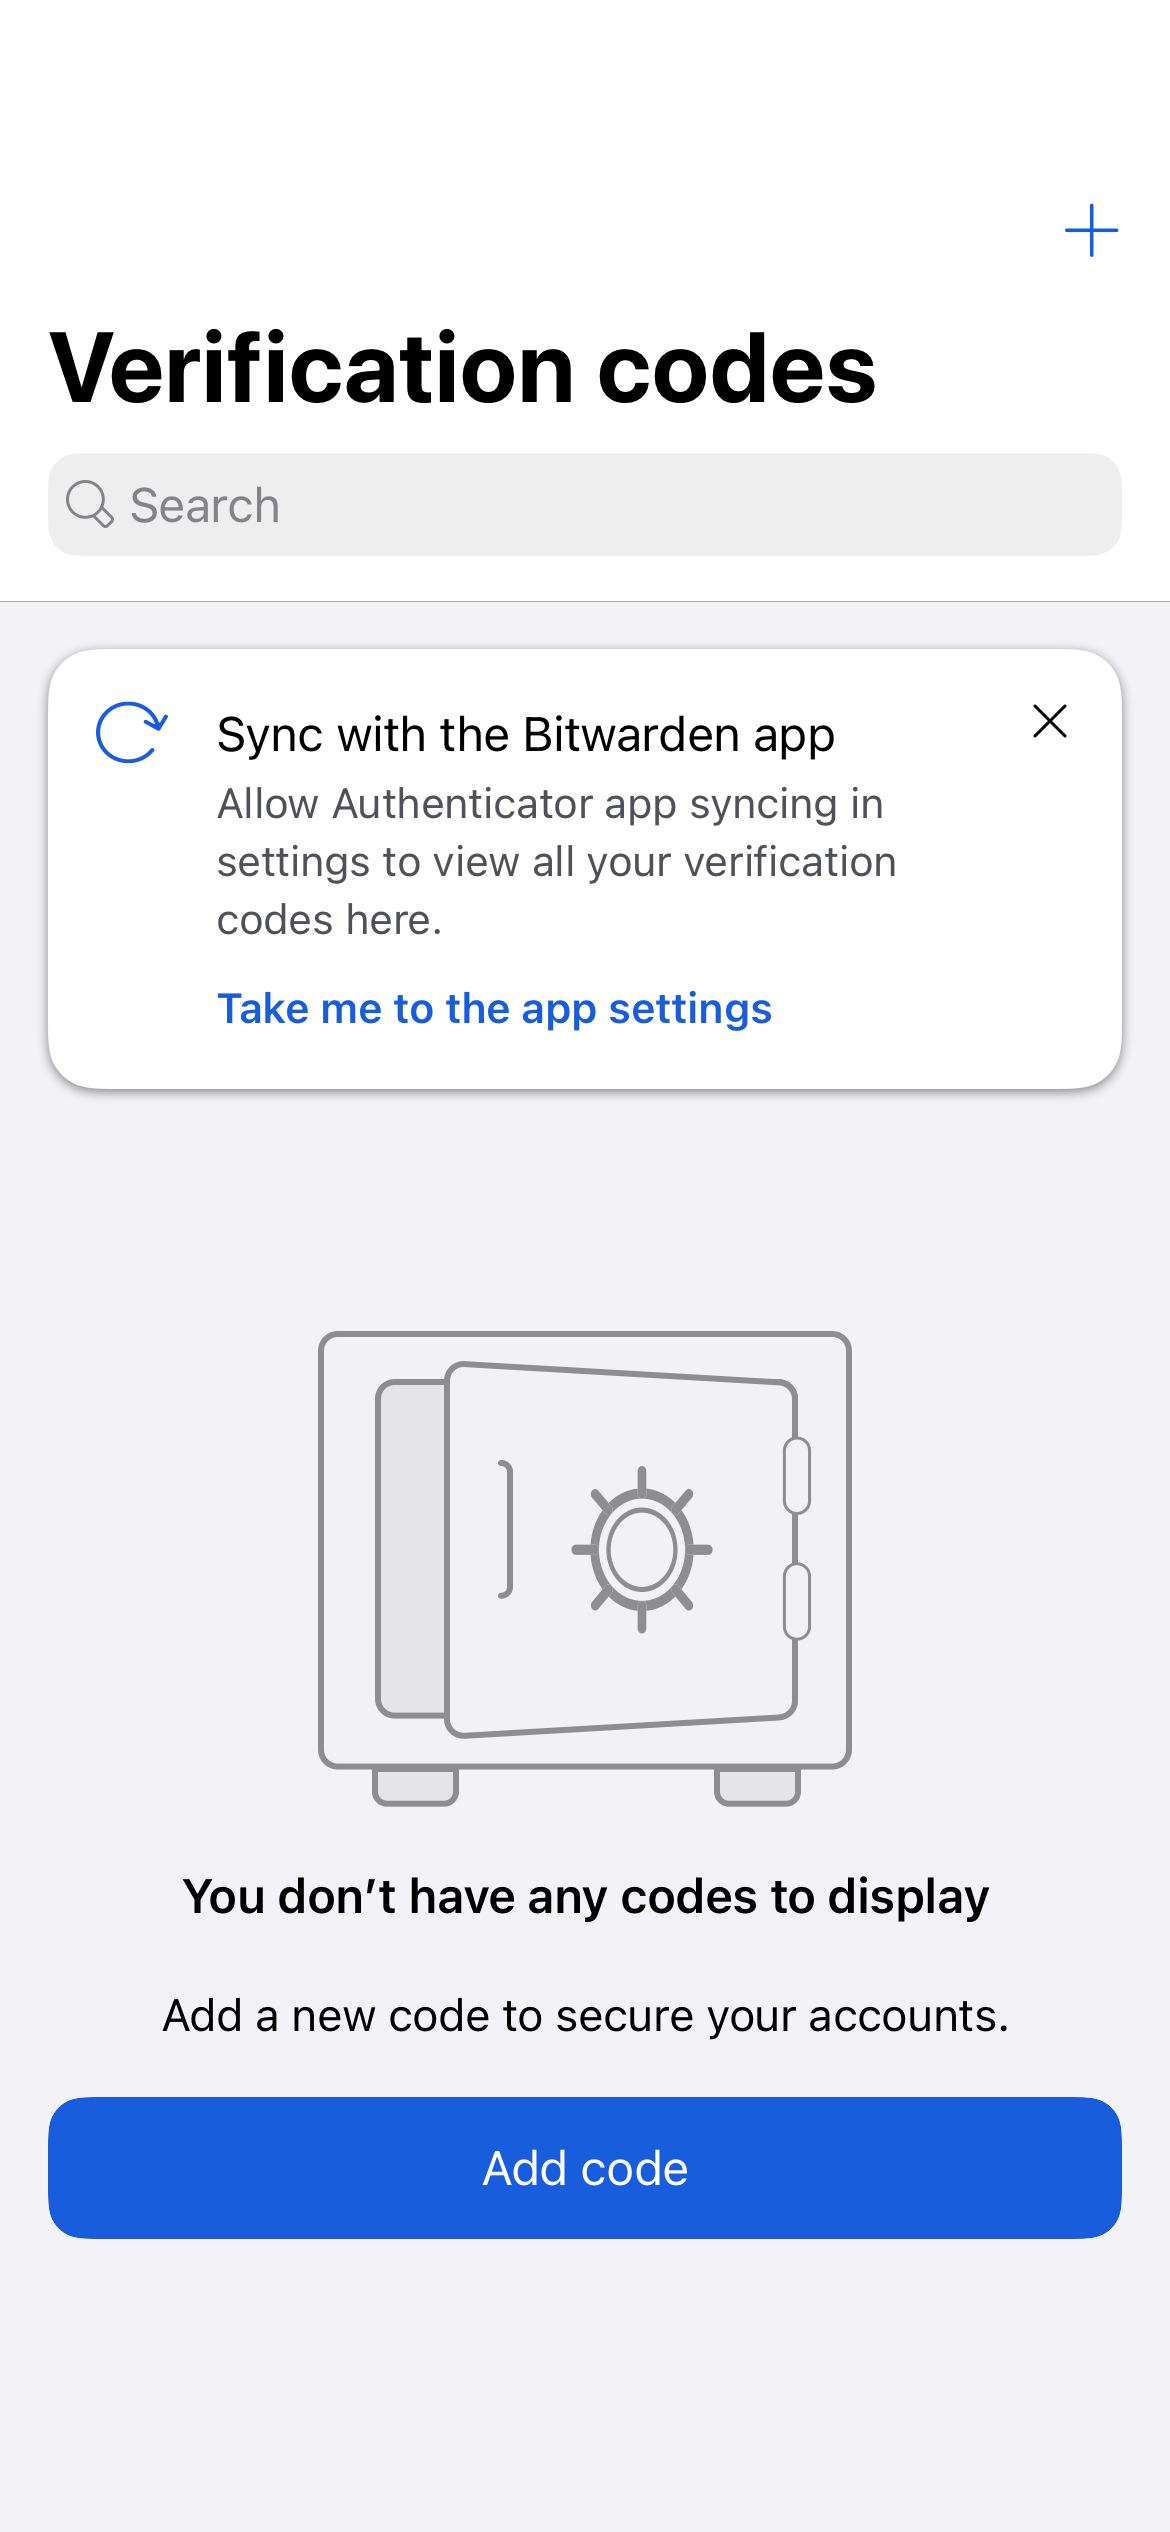 Verification codes
Search
Sync with the Bitwarden app
Allow Authenticator app syncing in
settings to view all your verification
codes here.
Take me to the app settings
You don’t have any codes to display
Add a new code to secure your accounts.
Add code